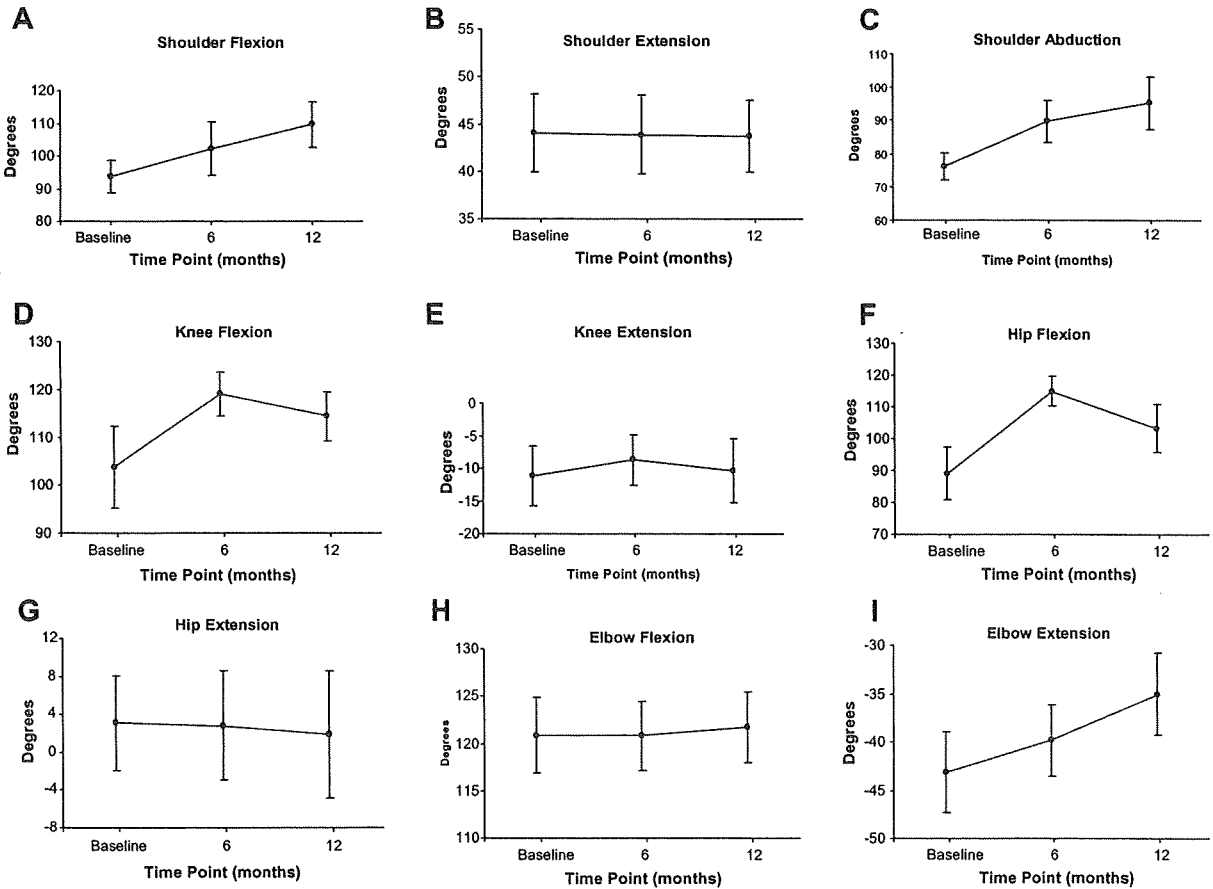 A
Shoulder Flexion
Degrees
120
110
100
90
80
Baseline 6 12
Time Point (months)
B
Shoulder Extension
Degrees
55
50
45
40
35
Baseline 6 12
Time Point (months)
C
Shoulder Abduction
Degrees
110
100
90
80
70
60
Baseline 6 12
Time Point (months)
D
Knee Flexion
Degrees
130
120
110
100
90
Baseline 6 12
Time Point (months)
E
Knee Extension
Degrees
0
-5
-10
-15
-20
Baseline 6 12
Time Point (months)
F
Hip Flexion
Degrees
130
120
110
100
90
80
70
Baseline 6 12
Time Point (months)
G
Hip Extension
Degrees
12
8
4
0
-4
-8
Baseline 6 12
Time Point (months)
H
Elbow Flexion
Degrees
130
125
120
115
110
Baseline 6 12
Time Point (months)
I
Elbow Extension
Degrees
-30
-35
-40
-45
-50
Baseline 6 12
Time Point (months)